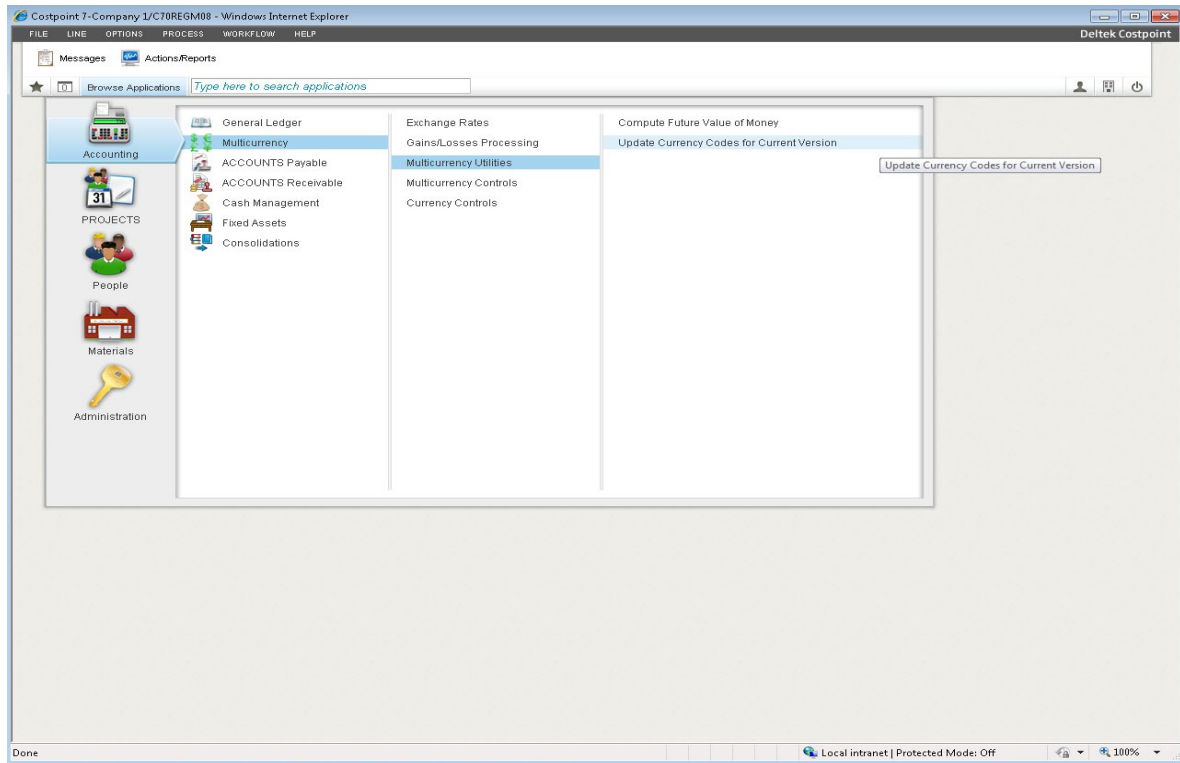 Costpoint 7-Company 1/C70REGM08 - Windows Internet Explorer
FILE LINE OPTIONS PROCESS WORKFLOW HELP Deltek Costpoint
Messages Actions/Reports
Browse Applications Type here to search applications
Accounting
PROJECTS
31
People
Materials
Administration
General Ledger
Multicurrency
ACCOUNTS Payable
ACCOUNTS Receivable
Cash Management
Fixed Assets
Consolidations
Exchange Rates
Gains/Losses Processing
Multicurrency Utilities
Multicurrency Controls
Currency Controls
Compute Future Value of Money
Update Currency Codes for Current Version
Update Currency Codes for Current Version
Done Local intranet | Protected Mode: Off 100%